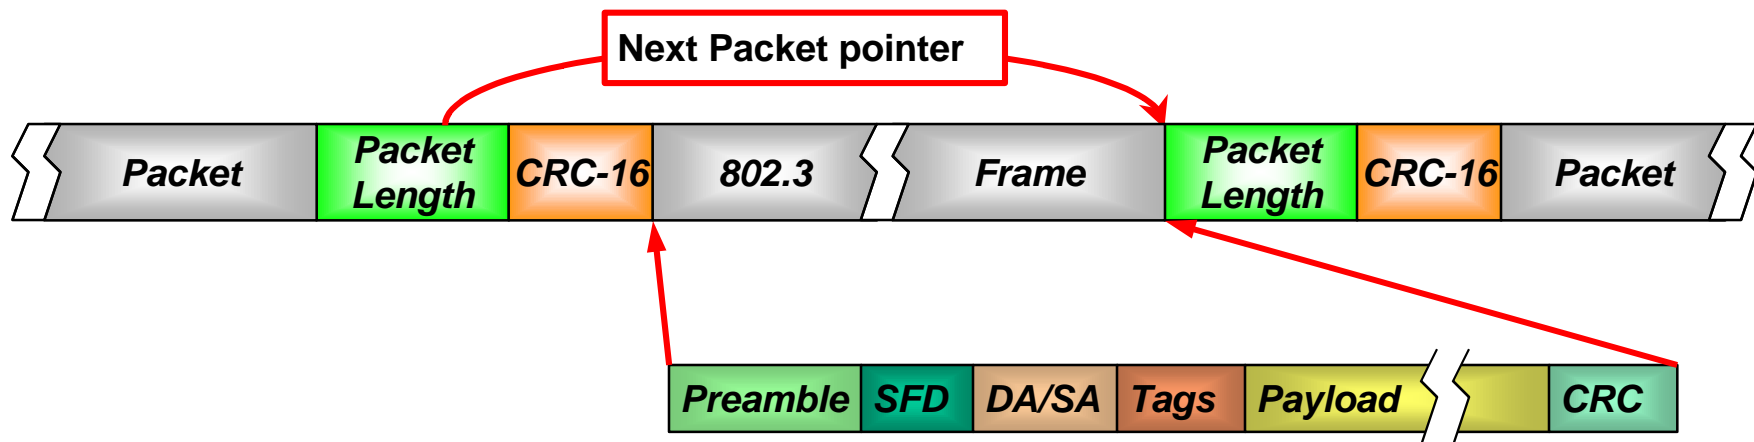 Next Packet pointer
Packet
Packet
Length
CRC-16
802.3
Frame
Packet
Length
CRC-16
Packet
Preamble
SFD
DA/SA
Tags
Payload
CRC